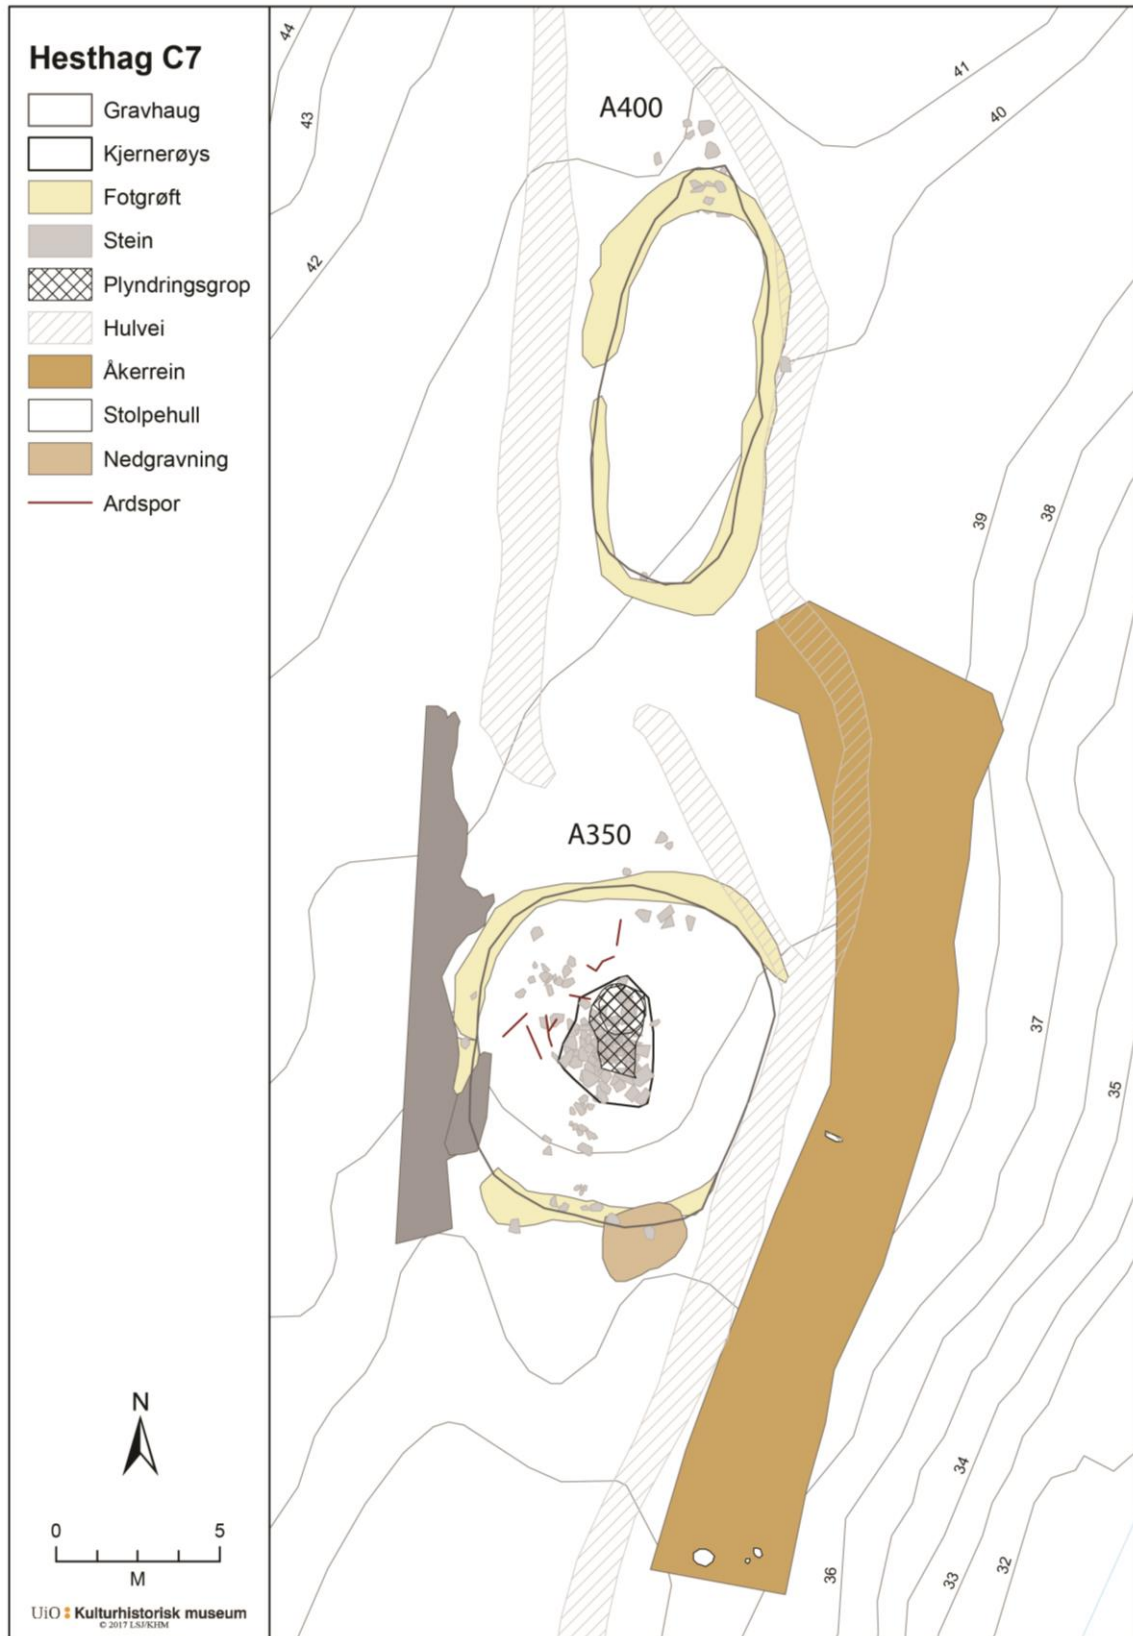 Hesthag C7
Gravhaug
Kjernerøys
Fotgrøft
Stein
Plyndringsgrop
Hulvei
Åkerrein
Stolpehull
Nedgravning
Ardspor
N
0 5
M
UiO Kulturhistorisk museum
© 2017 LSJ/KHM
44
43
42
41
40
A400
39
38
A350
37
35
34
36
33
32